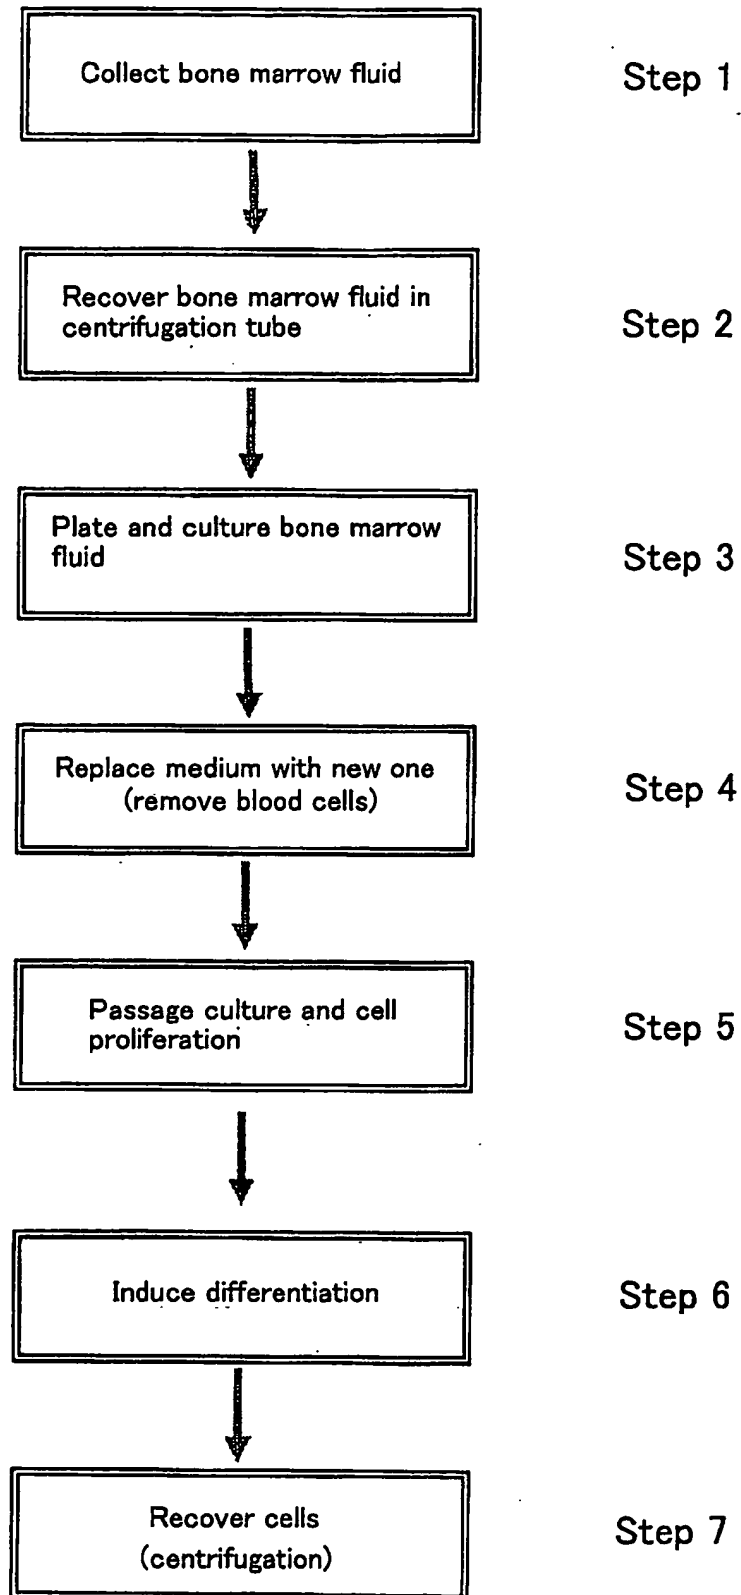 Collect bone marrow fluid
Step 1
Recover bone marrow fluid in
centrifugation tube
Step 2
Plate and culture bone marrow
fluid
Step 3
Replace medium with new one
(remove blood cells)
Step 4
Passage culture and cell
proliferation
Step 5
Induce differentiation
Step 6
Recover cells
(centrifugation)
Step 7